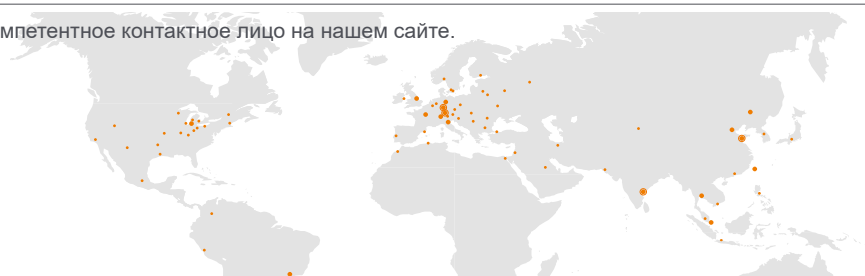 мпетентное контактное лицо на нашем сайте.